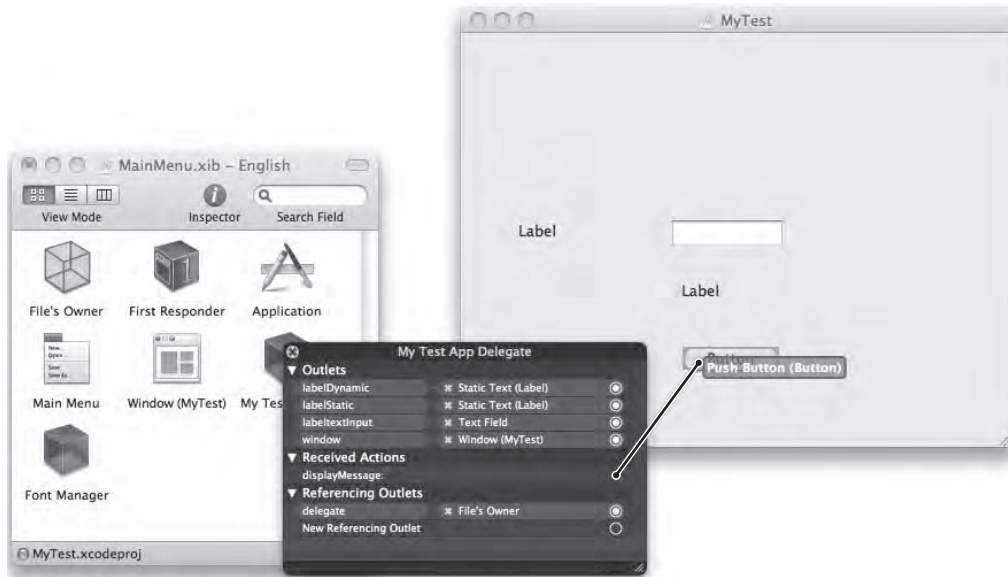 MyTest
MainMenu.xib – English
View Mode
Inspector
Search Field
Label
Label
File's Owner
First Responder
Application
Main Menu
Window (MyTest)
My Tes
Font Manager
MyTest.xcodeproj
Push Button (Button)
My Test App Delegate
Outlets
labelDynamic
Static Text (Label)
labelStatic
Static Text (Label)
labeltextInput
Text Field
window
Window (MyTest)
Received Actions
displayMessage:
Referencing Outlets
delegate
File's Owner
New Referencing Outlet